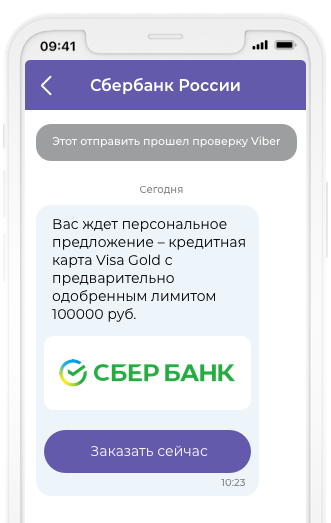 09:41
Сбербанк России
Этот отправить прошел проверку Viber
Сегодня
Вас ждет персональное
предложение – кредитная
карта Visa Gold с
предварительно
одобренным лимитом
100000 руб.
СБЕР БАНК
Заказать сейчас
10:23